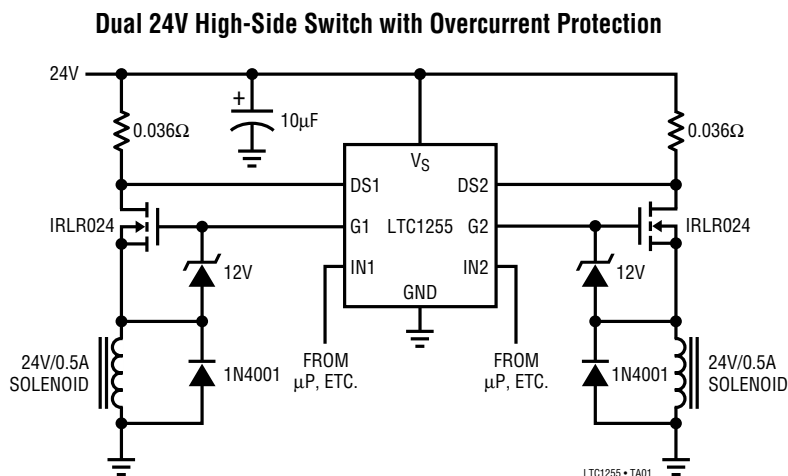 Dual 24V High-Side Switch with Overcurrent Protection
24V
+
10µF
0.036Ω
0.036Ω
VS
DS1
DS2
IRLR024
G1
LTC1255
G2
IRLR024
12V
IN1
IN2
12V
GND
24V/0.5A
SOLENOID
1N4001
FROM
µP, ETC.
FROM
µP, ETC.
1N4001
24V/0.5A
SOLENOID
LTC1255 • TA01